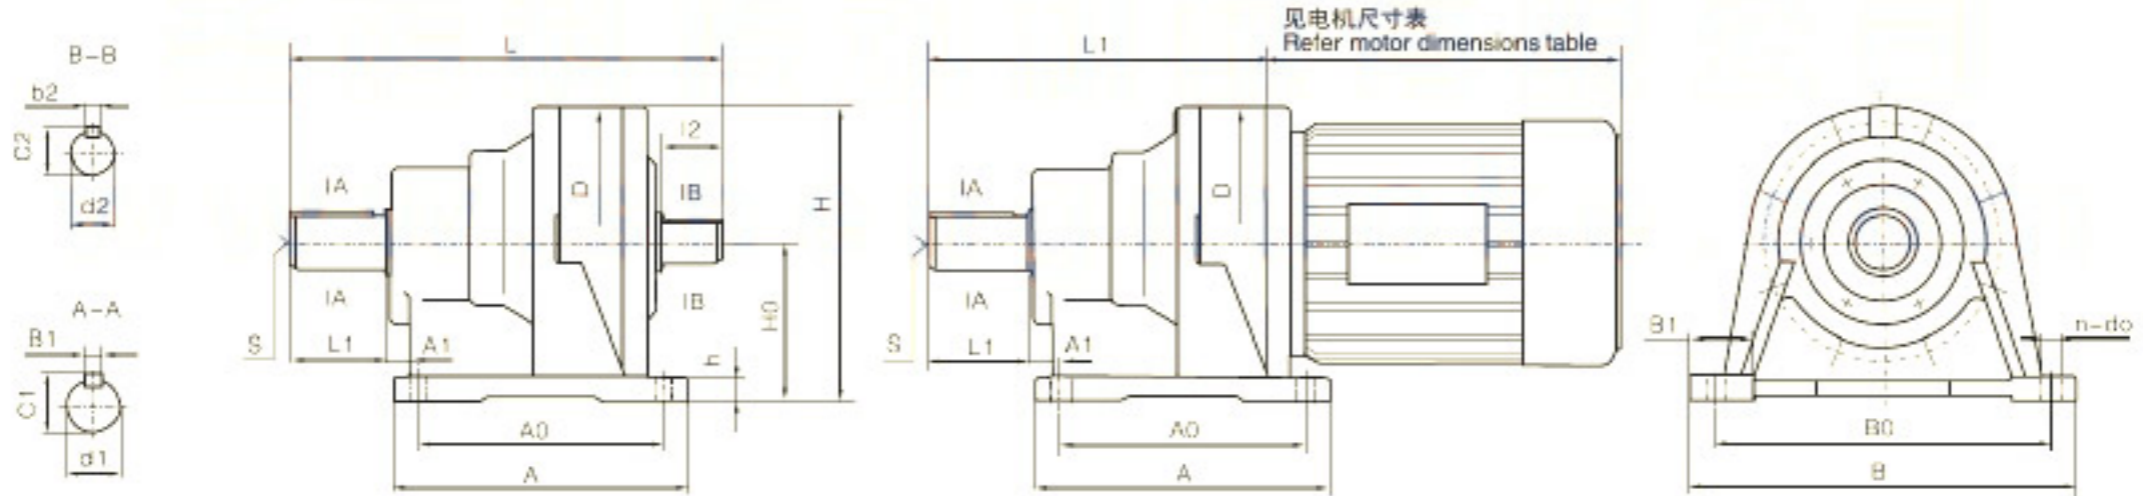 B-B
b2
C2
d2
A-A
B1
C1
d1
L
l2
IA
D
IB
H
IA
IB
H0
S
L1
A1
h
A0
A
见电机尺寸表
L1
Refer motor dimensions table
IA
D
IA
S
L1
A1
A0
A
B1
n-do
B0
B